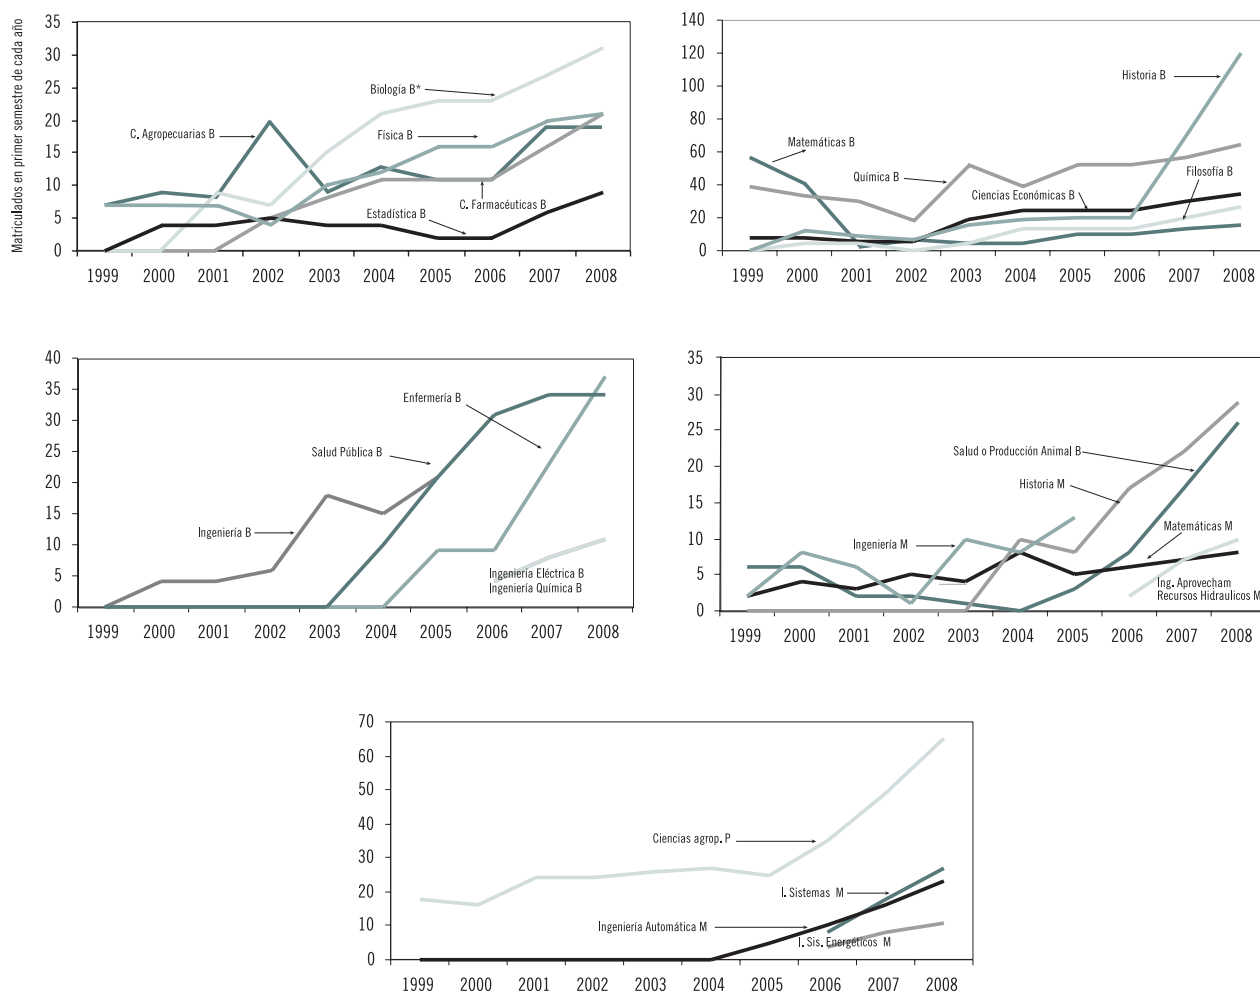 Matriculados en primer semestre de cada año
35
30
25
20
15
10
5
0
Biología B*
C. Agropecuarias B
Física B
C. Farmacéuticas B
Estadística B
1999 2000 2001 2002 2003 2004 2005 2006 2007 2008
140
120
100
80
60
40
20
0
Historia B
Matemáticas B
Química B
Filosofía B
Ciencias Económicas B
1999 2000 2001 2002 2003 2004 2005 2006 2007 2008
40
35
30
25
20
15
10
5
0
Enfermería B
Salud Pública B
Ingeniería B
Ingeniería Eléctrica B
Ingeniería Química B
1999 2000 2001 2002 2003 2004 2005 2006 2007 2008
35
30
25
20
15
10
5
0
Salud o Producción Animal B
Historia M
Matemáticas M
Ingeniería M
Ing. Aprovecham
Recursos Hidraulicos M
1999 2000 2001 2002 2003 2004 2005 2006 2007 2008
70
60
50
40
30
20
10
0
Ciencias agrop. P
I. Sistemas M
Ingeniería Automática M
I. Sis. Energéticos M
1999 2000 2001 2002 2003 2004 2005 2006 2007 2008